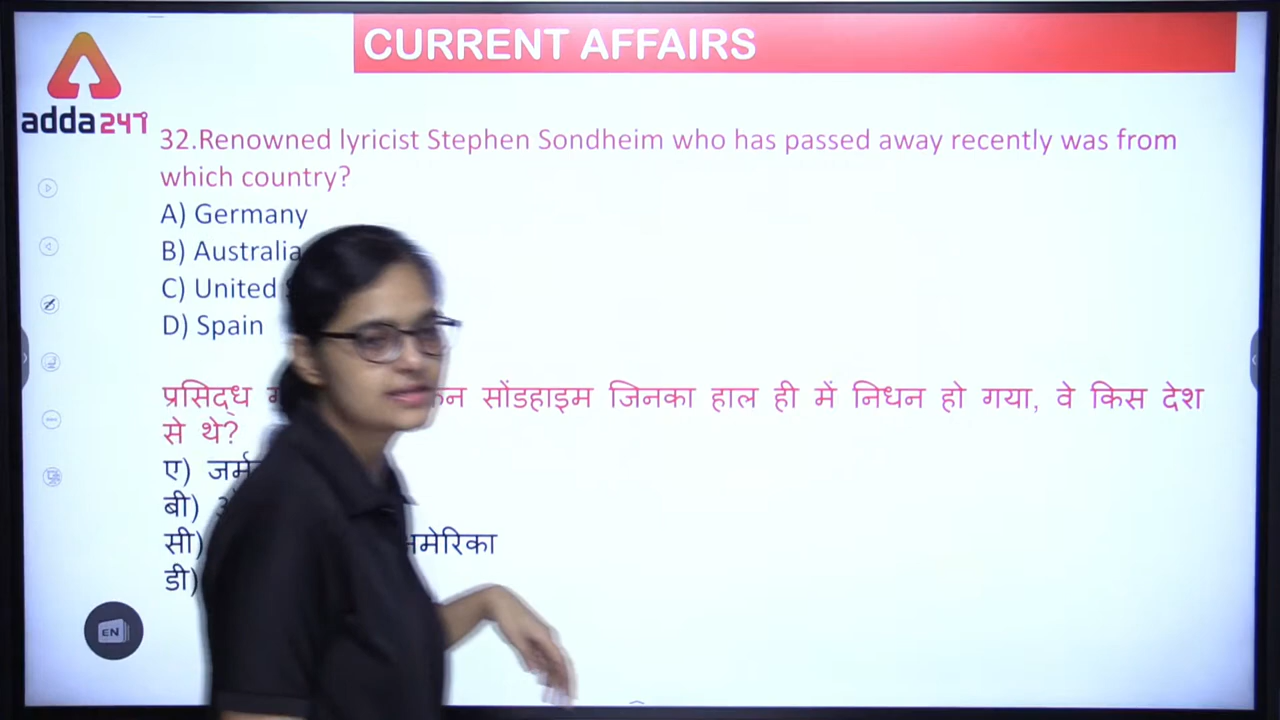 CURRENT AFFAIRS
adda247
32.Renowned lyricist Stephen Sondheim who has passed away recently was from
which country?
A) Germany
B) Australia
C) United
D) Spain
प्रसिद्ध सोंडहाइम जिनका हाल ही में निधन हो गया, वे किस देश
से थे?
ए)
बी)
सी)
डी)
EN